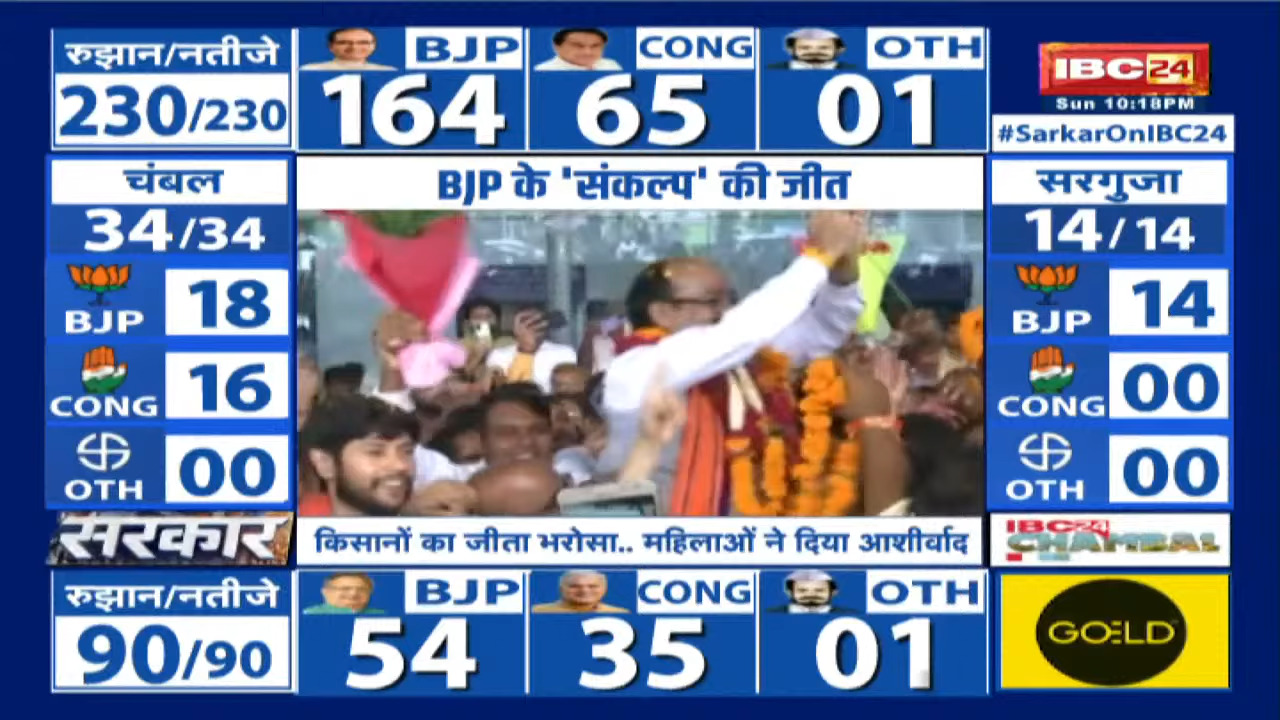 रुझान/नतीजे
230/230
BJP
164
CONG
65
OTH
01
IBC24
Sun 10:18PM
#SarkarOnIBC24
चंबल
34/34
BJP
18
CONG
16
OTH
00
BJP के 'संकल्प' की जीत
सरगुजा
14/14
BJP
14
CONG
00
OTH
00
सरकार
किसानों का जीता भरोसा.. महिलाओं ने दिया आशीर्वाद
IBC24
CHAMBAL
रुझान/नतीजे
90/90
BJP
54
CONG
35
OTH
01
GOELD